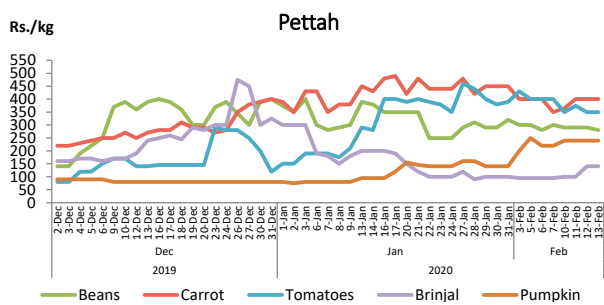 Pettah
Rs./kg
550
500
450
400
350
300
250
200
150
100
50
0
2-Dec 3-Dec 4-Dec 5-Dec 6-Dec 9-Dec 10-Dec 12-Dec 13-Dec 16-Dec 17-Dec 18-Dec 19-Dec 20-Dec 23-Dec 24-Dec 26-Dec 27-Dec 30-Dec 31-Dec 1-Jan 2-Jan 3-Jan 6-Jan 7-Jan 8-Jan 9-Jan 13-Jan 14-Jan 16-Jan 17-Jan 20-Jan 21-Jan 22-Jan 23-Jan 24-Jan 27-Jan 28-Jan 29-Jan 30-Jan 31-Jan 3-Feb 5-Feb 6-Feb 7-Feb 10-Feb 11-Feb 12-Feb 13-Feb
Dec Jan Feb
2019 2020
Beans Carrot Tomatoes Brinjal Pumpkin